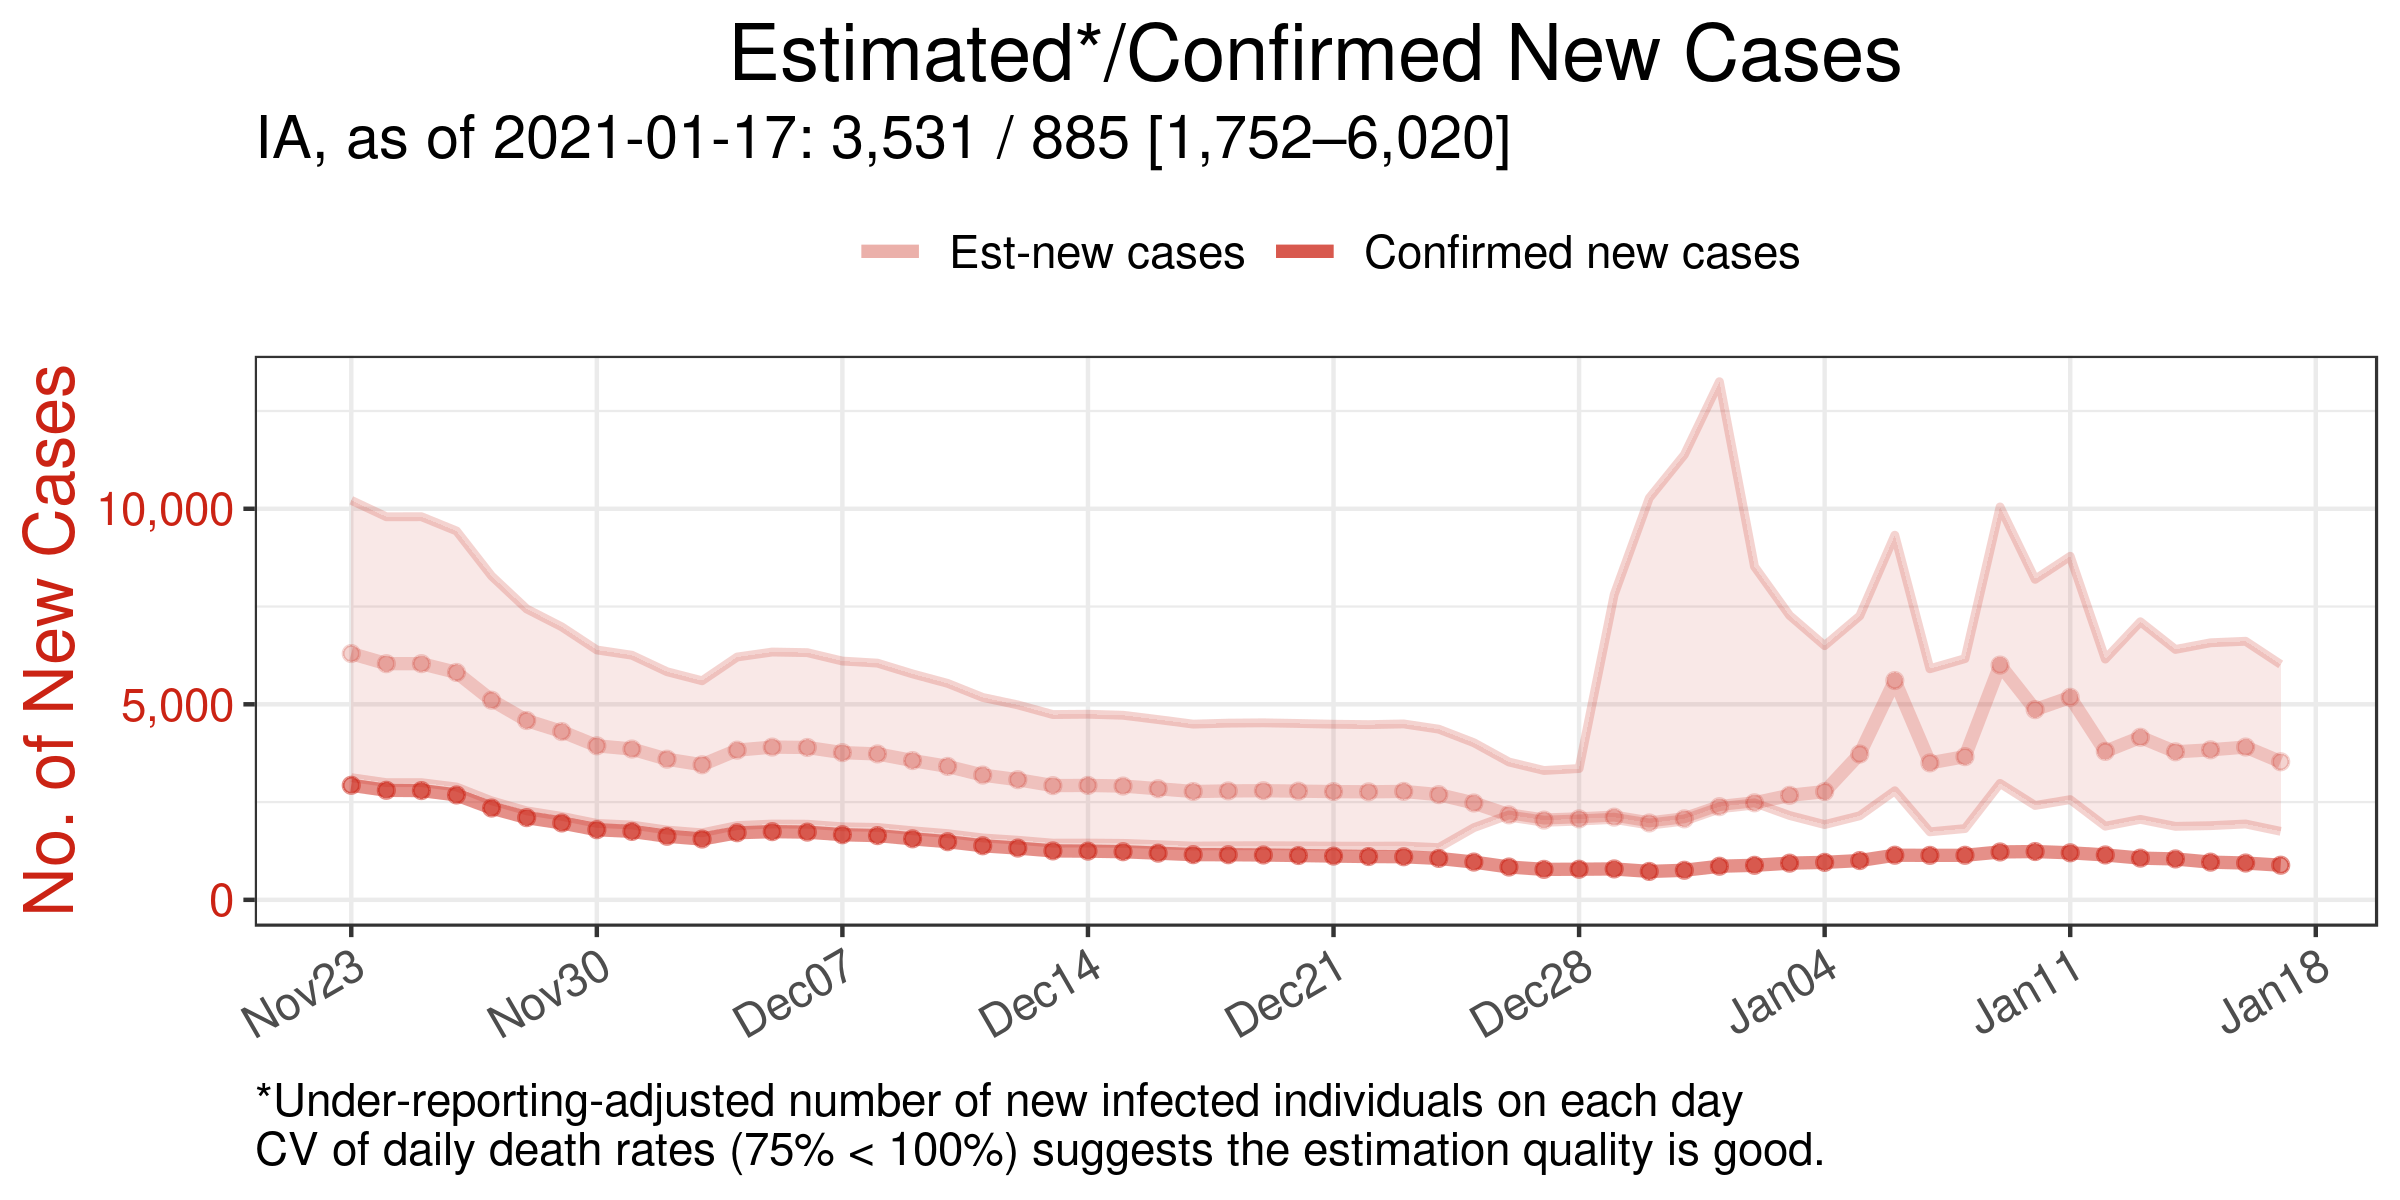 Estimated*/Confirmed New Cases
IA, as of 2021-01-17: 3,531 / 885 [1,752–6,020]
Est-new cases
Confirmed new cases
No. of New Cases
10,000
5,000
0
Nov23
Nov30
Dec07
Dec14
Dec21
Dec28
Jan04
Jan11
Jan18
*Under-reporting-adjusted number of new infected individuals on each day
CV of daily death rates (75% < 100%) suggests the estimation quality is good.